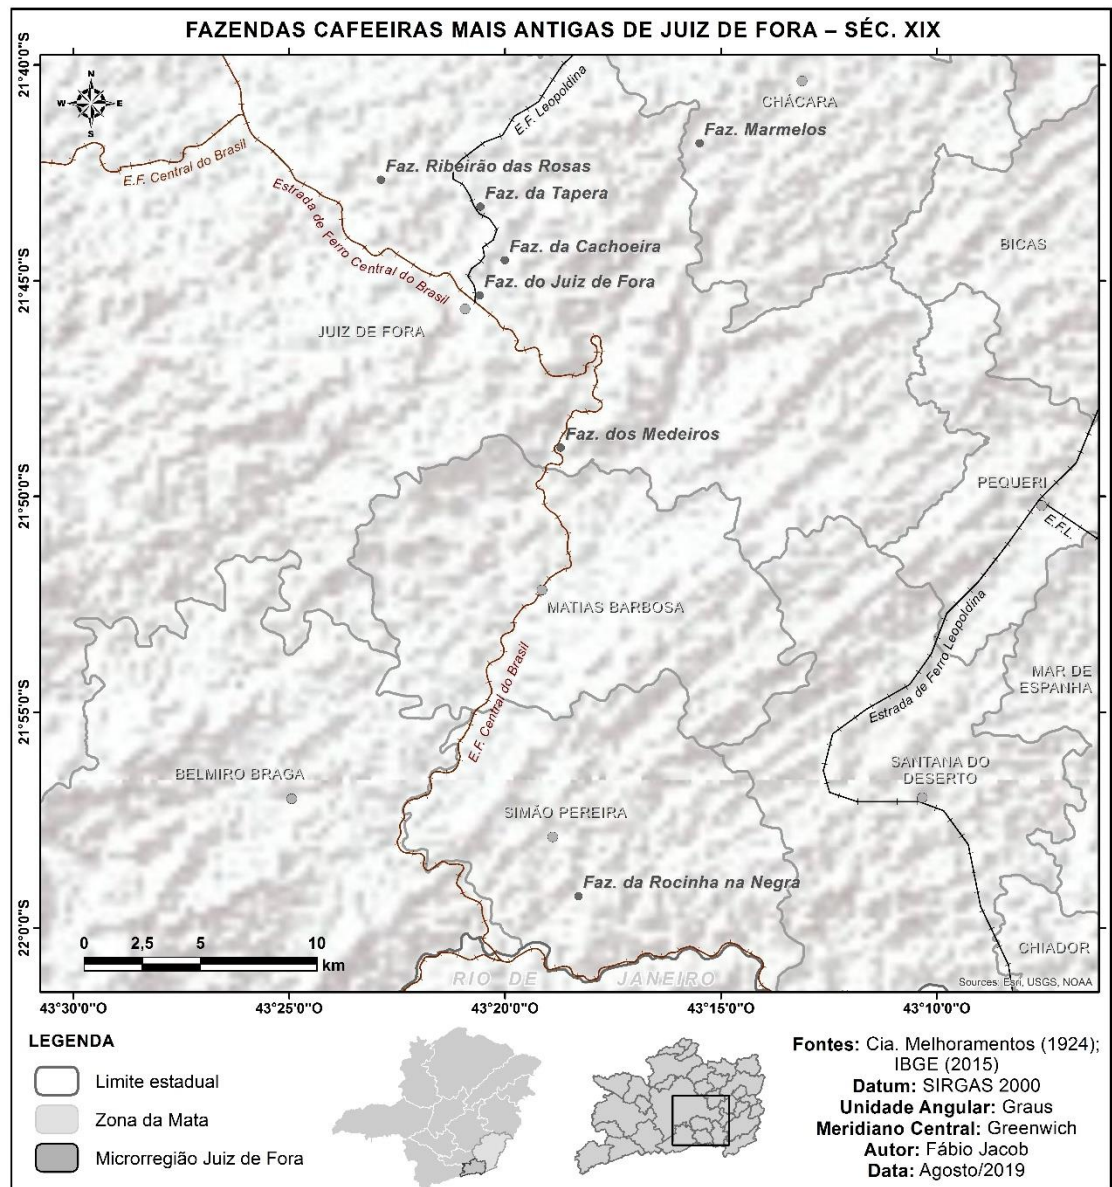 FAZENDAS CAFEEIRAS MAIS ANTIGAS DE JUIZ DE FORA – SÉC. XIX
21°40'0"S
21°45'0"S
21°50'0"S
21°55'0"S
22°0'0"S
N
W
E
S
E.F. Leopoldina
CHÁCARA
Faz. Marmelos
E.F. Central do Brasil
Faz. Ribeirão das Rosas
Faz. da Tapera
Estrada de Ferro Central do Brasil
Faz. da Cachoeira
BICAS
Faz. do Juiz de Fora
JUIZ DE FORA
Faz. dos Medeiros
PEQUERI
E.F.L.
MATIAS BARBOSA
Estrada de Ferro Leopoldina
E.F. Central do Brasil
MAR DE
ESPANHA
BELMIRO BRAGA
SANTANA DO
DESERTO
SIMÃO PEREIRA
Faz. da Rocinha na Negra
0 2,5 5 10
km
CHIADOR
RIO DE JANEIRO
Sources: Esri, USGS, NOAA
43°30'0"O 43°25'0"O 43°20'0"O 43°15'0"O 43°10'0"O
LEGENDA
Limite estadual
Zona da Mata
Microrregião Juiz de Fora
Fontes: Cia. Melhoramentos (1924);
IBGE (2015)
Datum: SIRGAS 2000
Unidade Angular: Graus
Meridiano Central: Greenwich
Autor: Fábio Jacob
Data: Agosto/2019